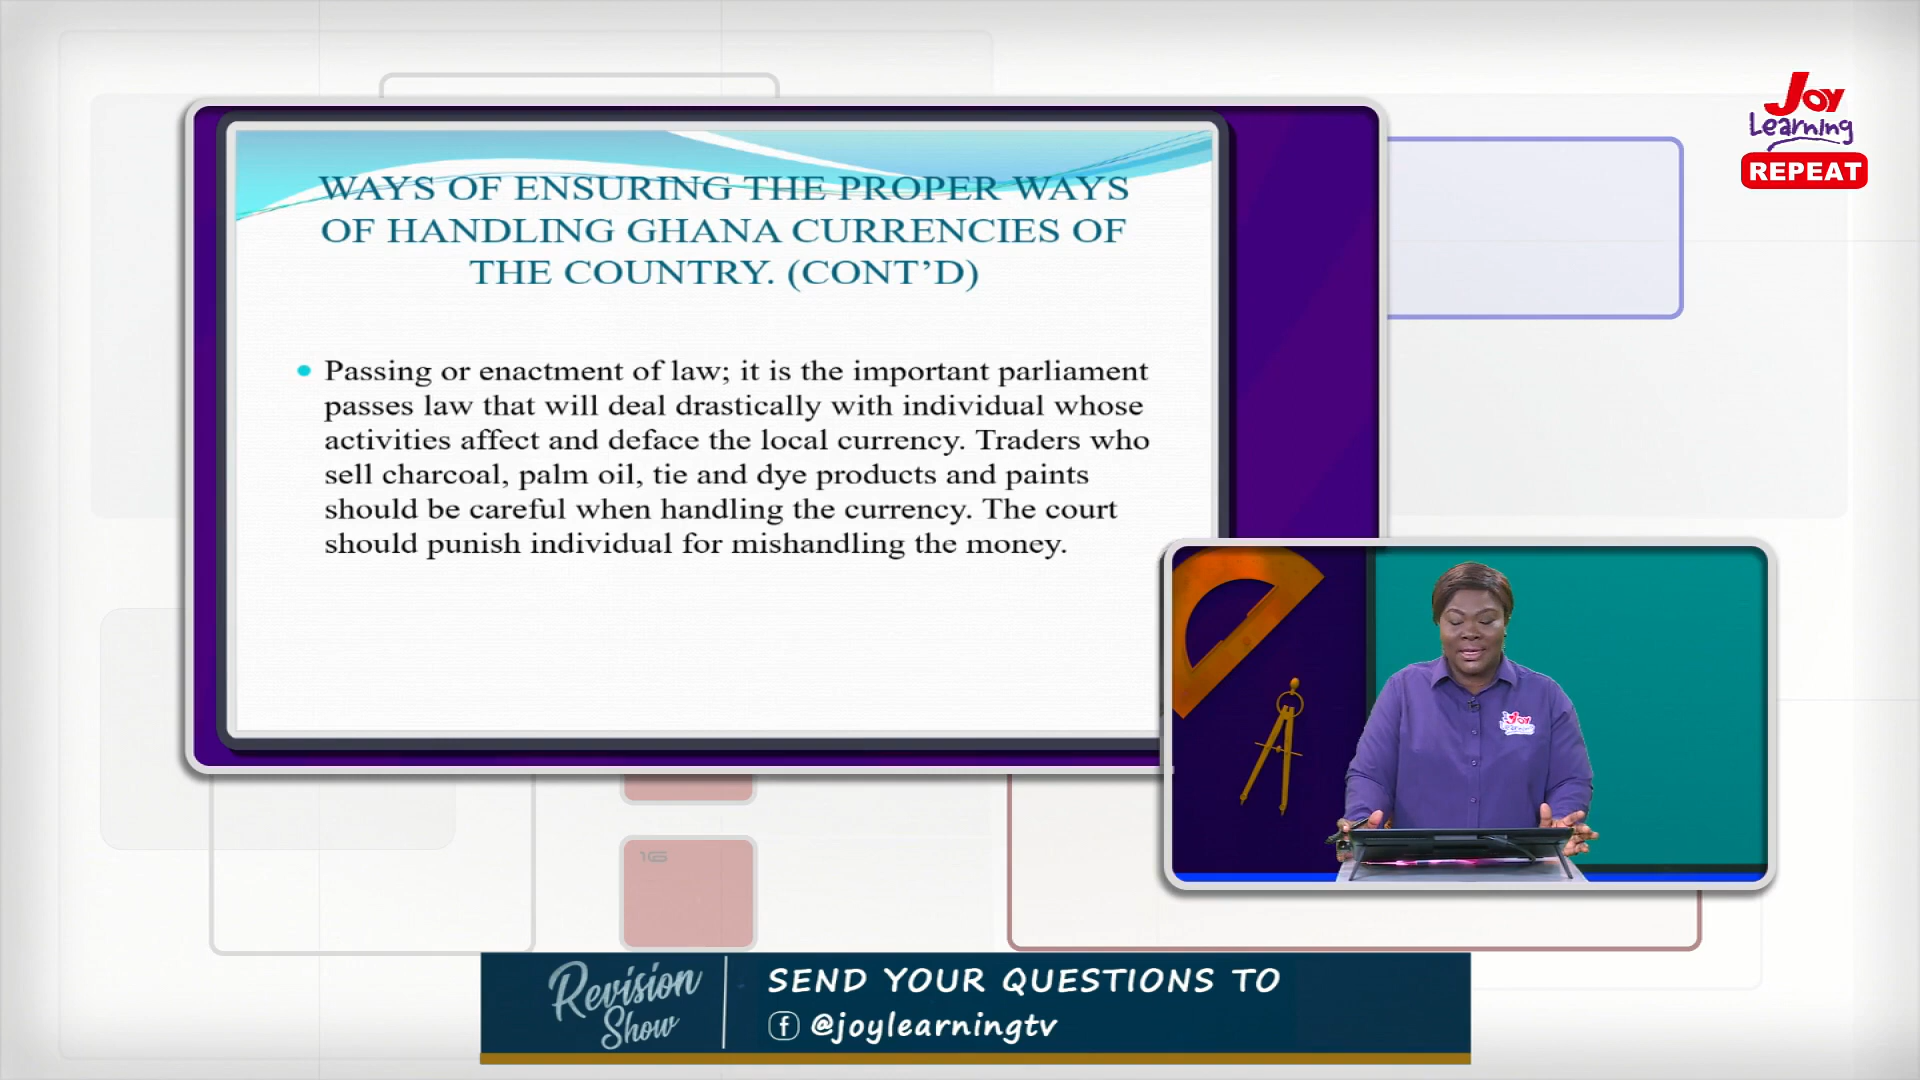 Joy
Learning
REPEAT
WAYS OF ENSURING THE PROPER WAYS
OF HANDLING GHANA CURRENCIES OF
THE COUNTRY. (CONT’D)
Passing or enactment of law; it is the important parliament
passes law that will deal drastically with individual whose
activities affect and deface the local currency. Traders who
sell charcoal, palm oil, tie and dye products and paints
should be careful when handling the currency. The court
should punish individual for mishandling the money.
Joy
Learning
1G
Revision
Show
SEND YOUR QUESTIONS TO
@joylearningtv